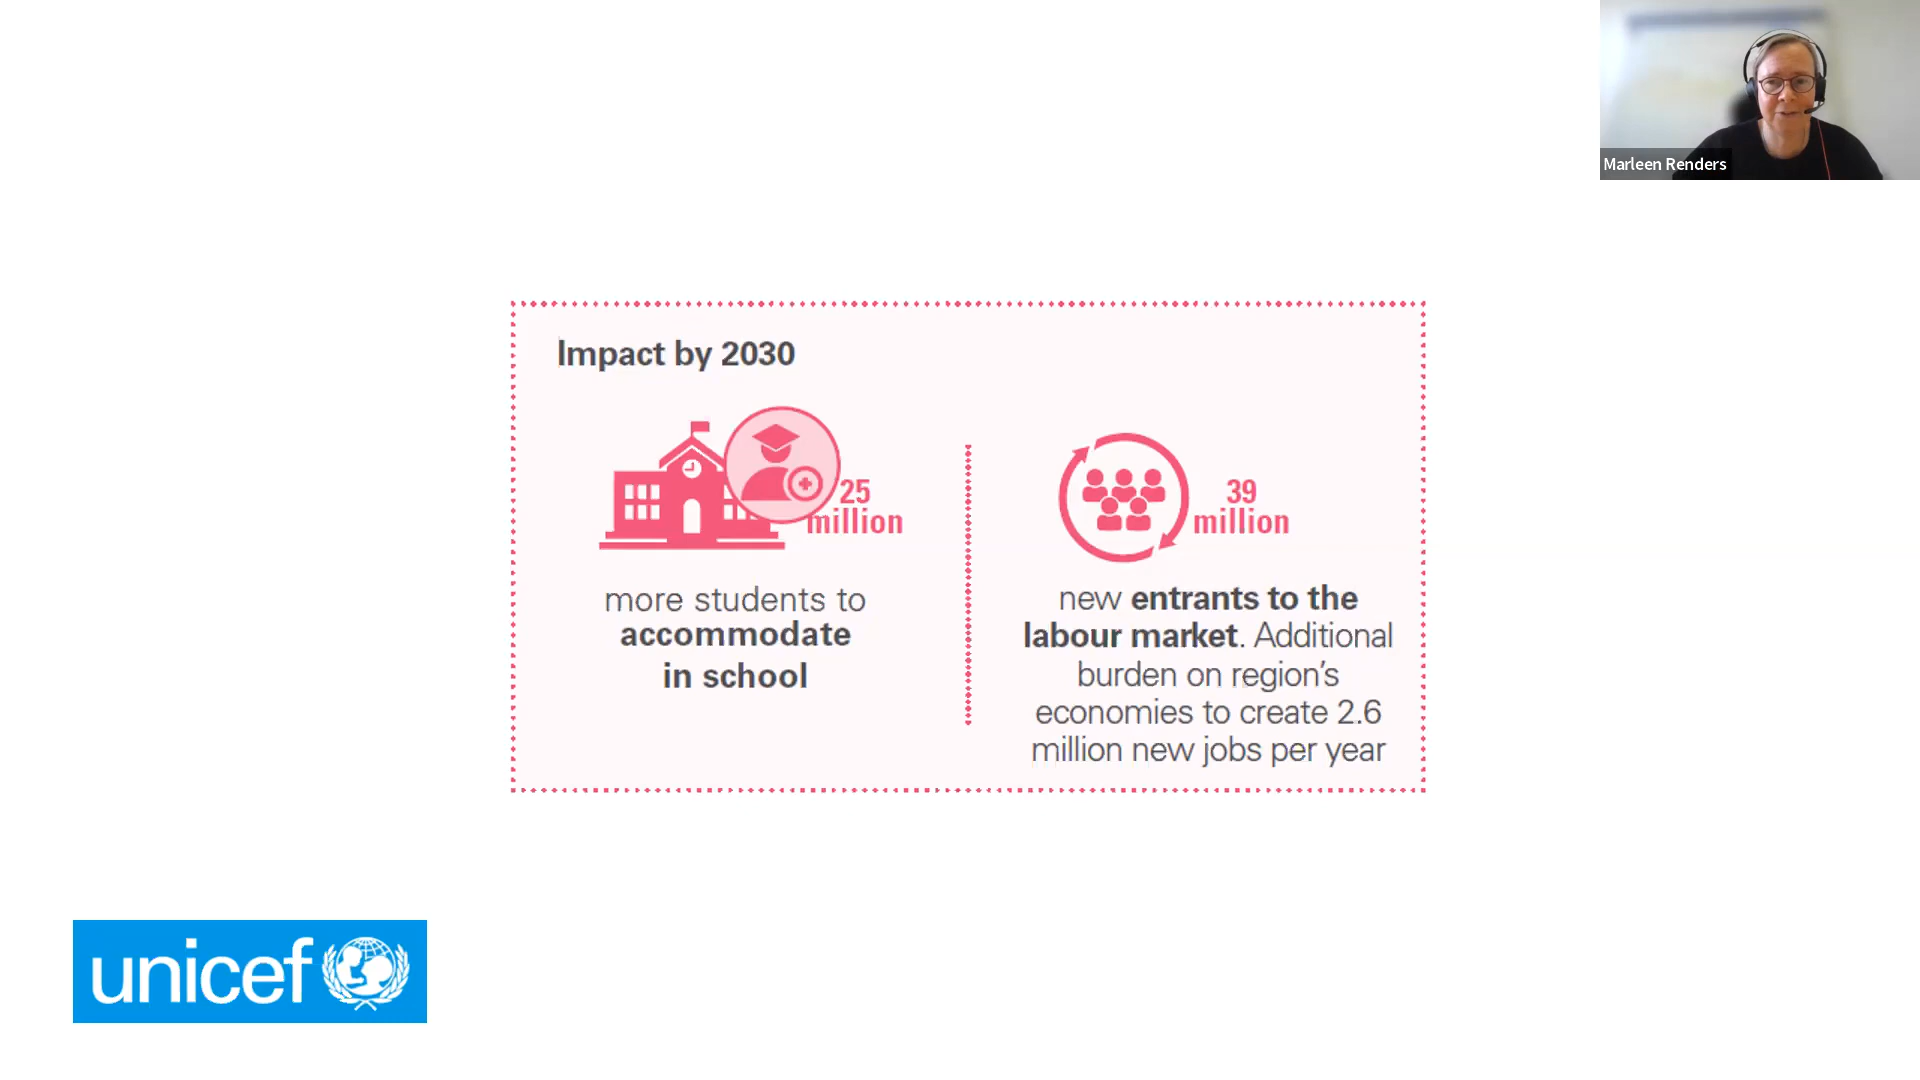 Marleen Renders
Impact by 2030
25
million
more students to
accommodate
in school
39
million
new entrants to the
labour market. Additional
burden on region's
economies to create 2.6
million new jobs per year
unicef